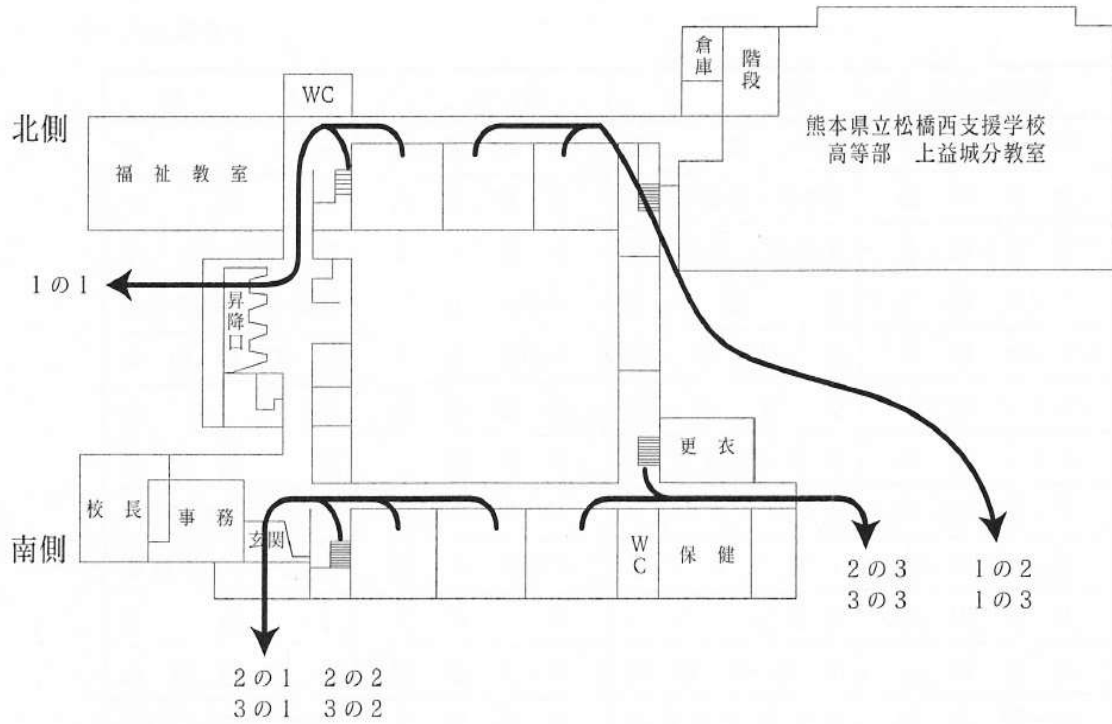 倉庫
階段
WC
北側
熊本県立松橋西支援学校
高等部 上益城分教室
福祉教室
1の1
昇降口
更衣
校長
事務
玄関
南側
WC
保健
2の3 1の2
3の3 1の3
2の1 2の2
3の1 3の2